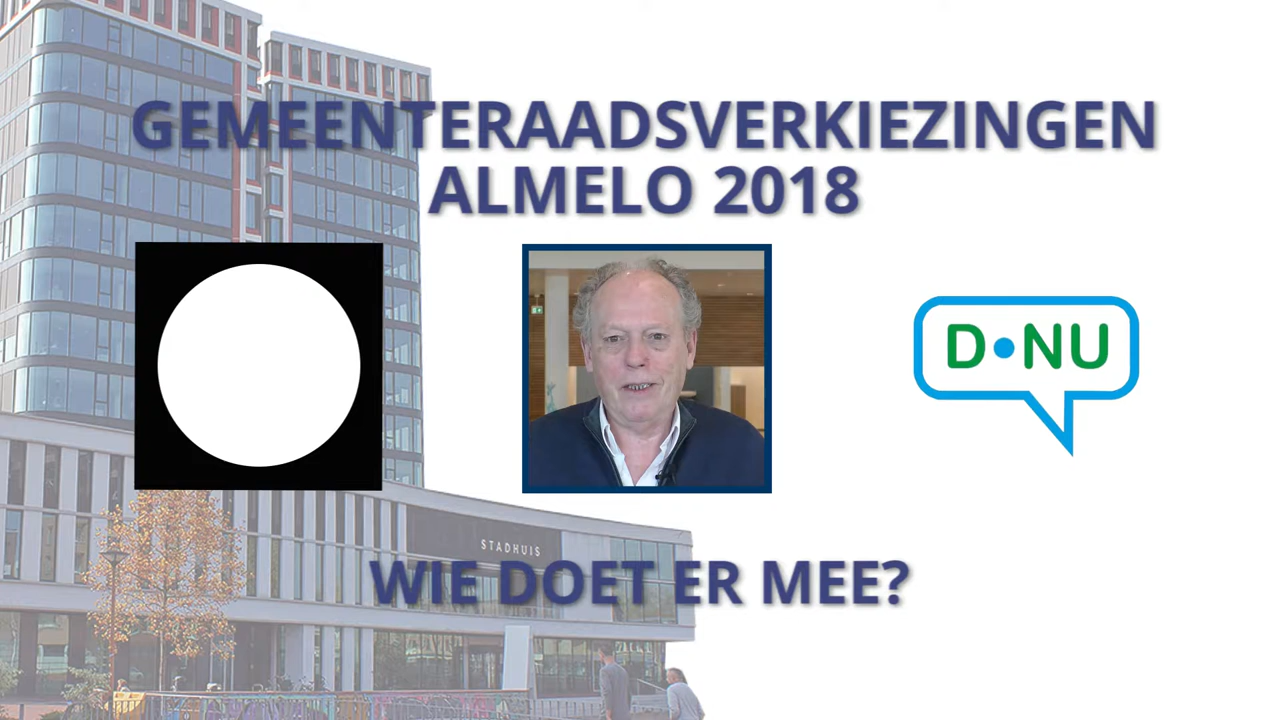 GEMEENTERAADSVERKIEZINGEN
ALMELO 2018
D•NU
STADHUIS
WIE DOET ER MEE?